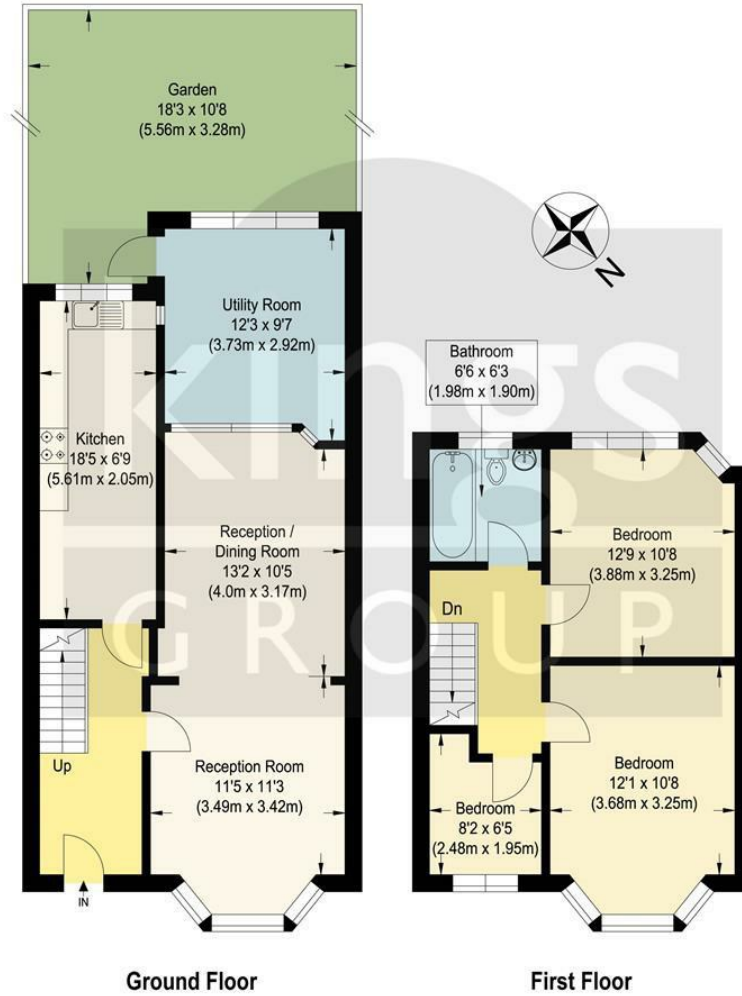 Garden
18'3 x 10'8
(5.56m x 3.28m)
Utility Room
12'3 x 9'7
(3.73m x 2.92m)
Kitchen
18'5 x 6'9
(5.61m x 2.05m)
Reception /
Dining Room
13'2 x 10'5
(4.0m x 3.17m)
Up
Reception Room
11'5 x 11'3
(3.49m x 3.42m)
IN
Ground Floor
N
Bathroom
6'6 x 6'3
(1.98m x 1.90m)
Bedroom
12'9 x 10'8
(3.88m x 3.25m)
Dn
Bedroom
12'1 x 10'8
(3.68m x 3.25m)
Bedroom
8'2 x 6'5
(2.48m x 1.95m)
First Floor
kings
GROUP